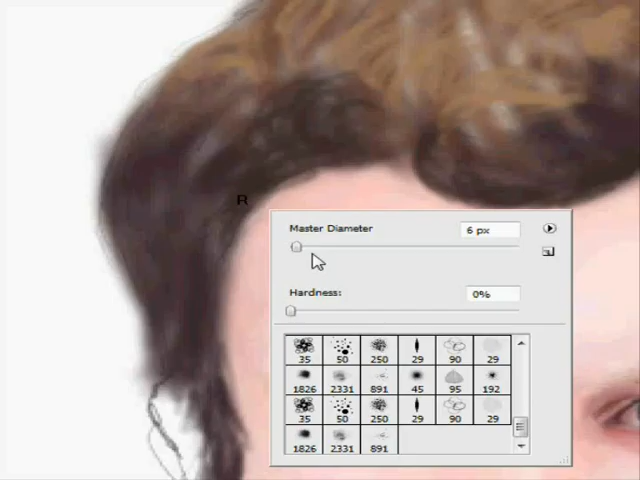 R
Master Diameter 6 px
Hardness: 0%
35 50 250 29 90 29
1826 2331 891 45 95 192
35 50 250 29 90 29
1826 2331 891